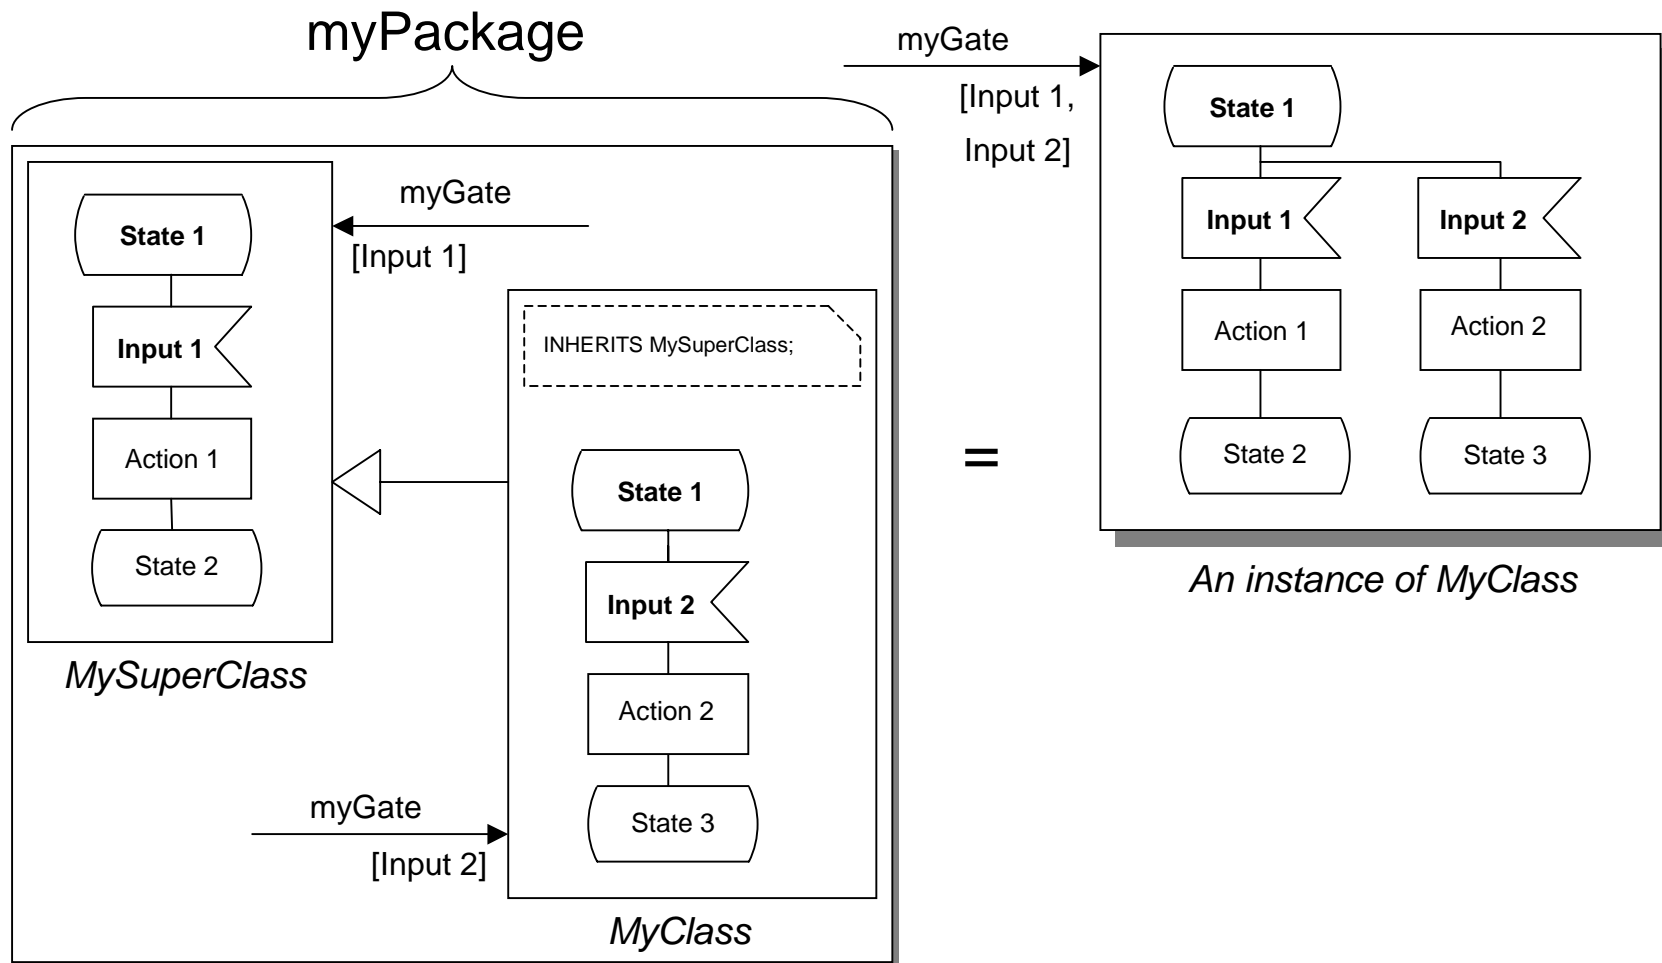 myPackage
State 1
myGate
[Input 1]
Input 1
Action 1
State 2
MySuperClass
INHERITS MySuperClass;
State 1
Input 2
Action 2
State 3
myGate
[Input 2]
MyClass
=
myGate
[Input 1,
Input 2]
State 1
Input 1
Input 2
Action 1
Action 2
State 2
State 3
An instance of MyClass